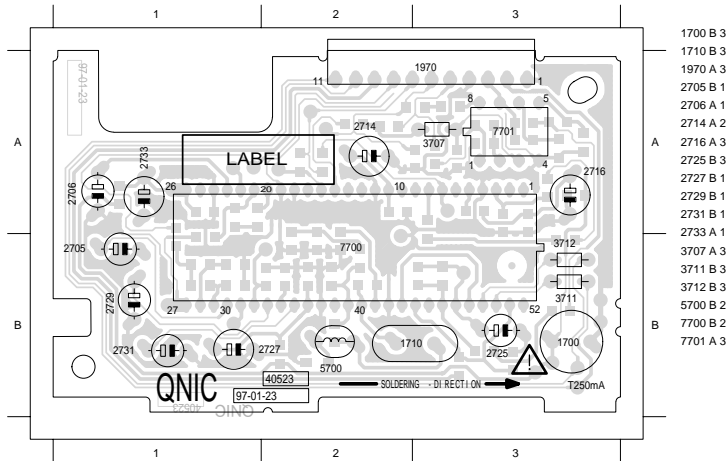 1 2 3
1700 B 3
1710 B 3
1970 A 3
2705 B 1
2706 A 1
2714 A 2
2716 A 3
2725 B 3
2727 B 1
2729 B 1
2731 B 1
2733 A 1
3707 A 3
3711 B 3
3712 B 3
5700 B 2
7700 B 2
7701 A 3
97-01-23
11 1970 1
8 5
2714
3707
7701
A A
2733
LABEL
1 4
2716
2706
26 20 10 1
2705
7700
3712
2729
3711
27 30 40 52
B B
2731
2727
5700
1710
2725
1700
!
QNIC
40523
SOLDERING - DIRECTION
T250mA
97-01-23
40523
QNIC
1 2 3